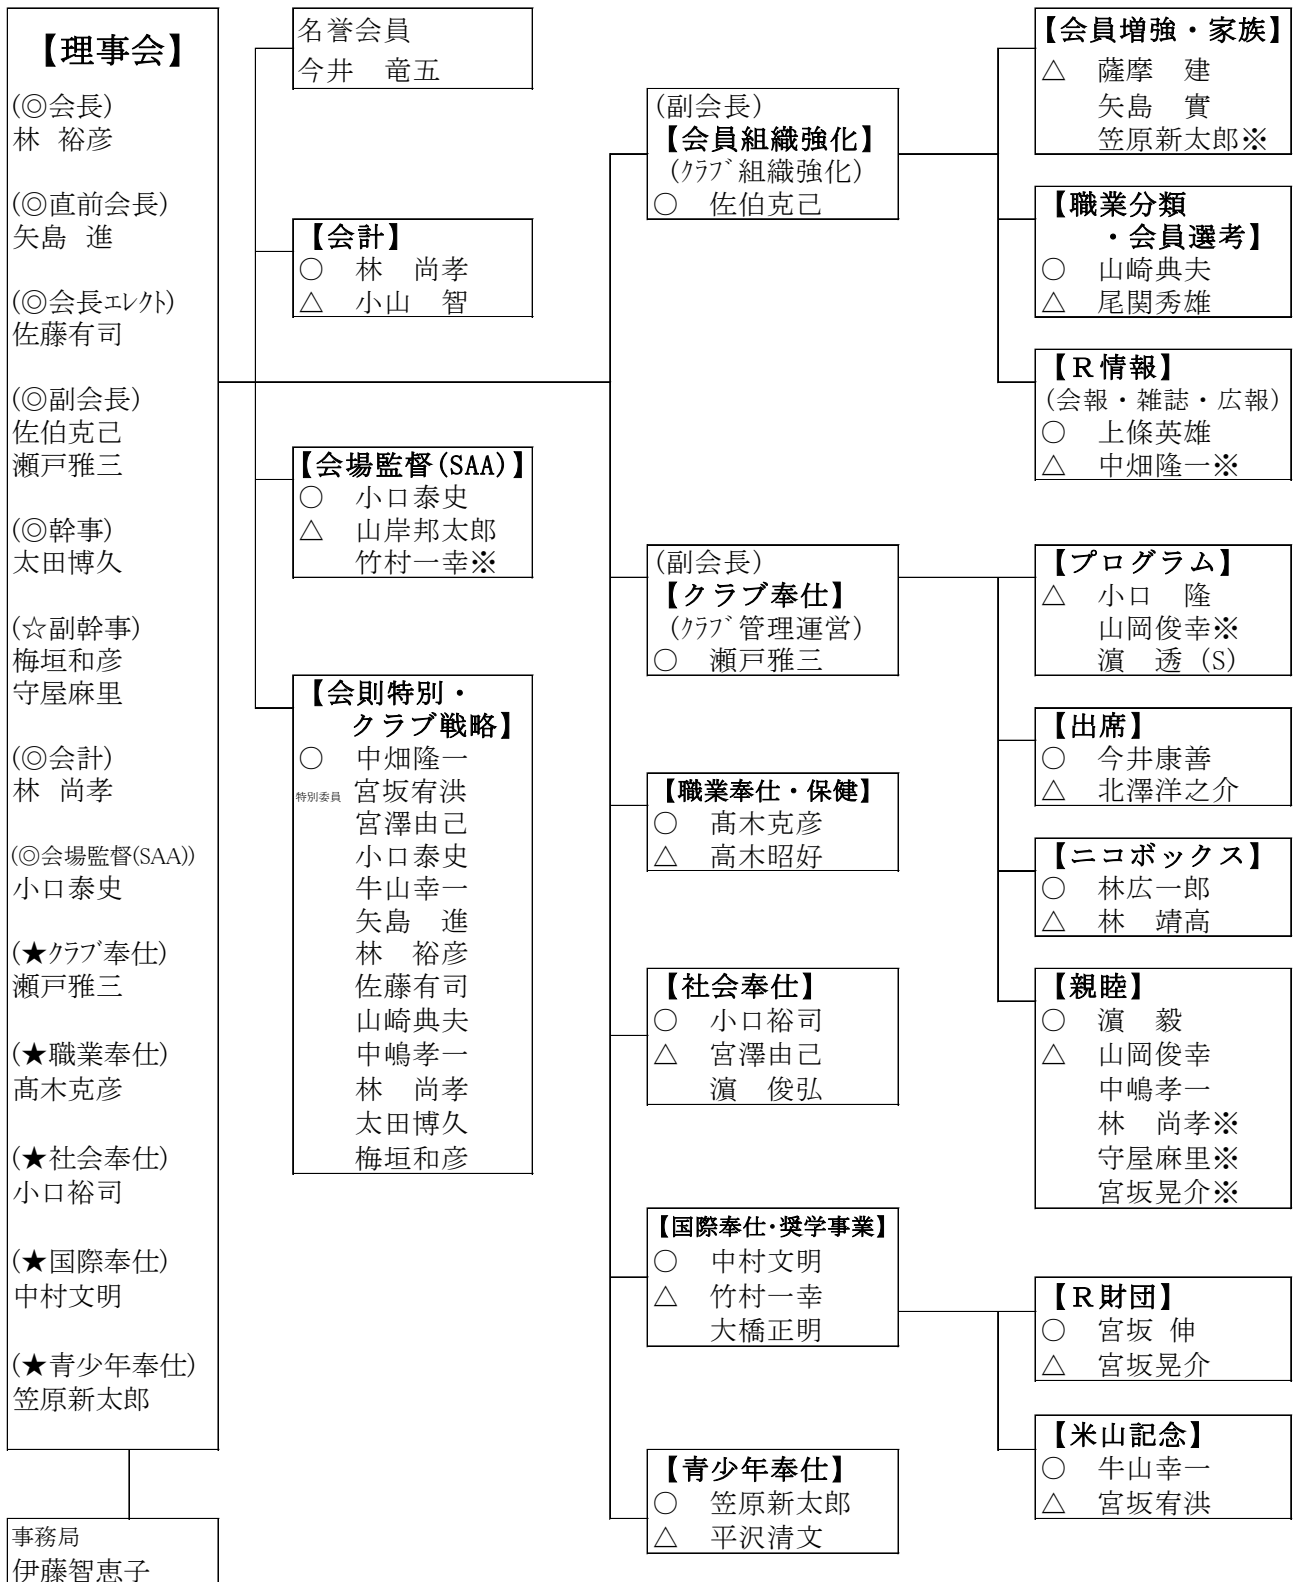 【理事会】
(◎会長)
林 裕彦
(◎直前会長)
矢島 進
(◎会長エレクト)
佐藤有司
(◎副会長)
佐伯克己
瀬戸雅三
(◎幹事)
太田博久
(☆副幹事)
梅垣和彦
守屋麻里
(◎会計)
林 尚孝
(◎会場監督(SAA))
小口泰史
(★クラブ奉仕)
瀬戸雅三
(★職業奉仕)
髙木克彦
(★社会奉仕)
小口裕司
(★国際奉仕)
中村文明
(★青少年奉仕)
笠原新太郎
事務局
伊藤智恵子
名誉会員
今井 竜五
【会計】
○ 林 尚孝
△ 小山 智
【会場監督(SAA)】
○ 小口泰史
△ 山岸邦太郎
竹村一幸※
【会則特別・
クラブ戦略】
○ 中畑隆一
特別委員 宮坂宥洪
宮澤由己
小口泰史
牛山幸一
矢島 進
林 裕彦
佐藤有司
山崎典夫
中嶋孝一
林 尚孝
太田博久
梅垣和彦
(副会長)
【会員組織強化】
(クラブ組織強化)
○ 佐伯克己
(副会長)
【クラブ奉仕】
(クラブ管理運営)
○ 瀬戸雅三
【職業奉仕・保健】
○ 髙木克彦
△ 高木昭好
【社会奉仕】
○ 小口裕司
△ 宮澤由己
濵 俊弘
【国際奉仕・奨学事業】
○ 中村文明
△ 竹村一幸
大橋正明
【青少年奉仕】
○ 笠原新太郎
△ 平沢清文
【会員増強・家族】
△ 薩摩 建
矢島 實
笠原新太郎※
【職業分類
・会員選考】
○ 山崎典夫
△ 尾関秀雄
【Ｒ情報】
(会報・雑誌・広報)
○ 上條英雄
△ 中畑隆一※
【プログラム】
△ 小口 隆
山岡俊幸※
濵 透 (S)
【出席】
○ 今井康善
△ 北澤洋之介
【ニコボックス】
○ 林広一郎
△ 林 靖高
【親睦】
○ 濵 毅
△ 山岡俊幸
中嶋孝一
林 尚孝※
守屋麻里※
宮坂晃介※
【Ｒ財団】
○ 宮坂 伸
△ 宮坂晃介
【米山記念】
○ 牛山幸一
△ 宮坂宥洪